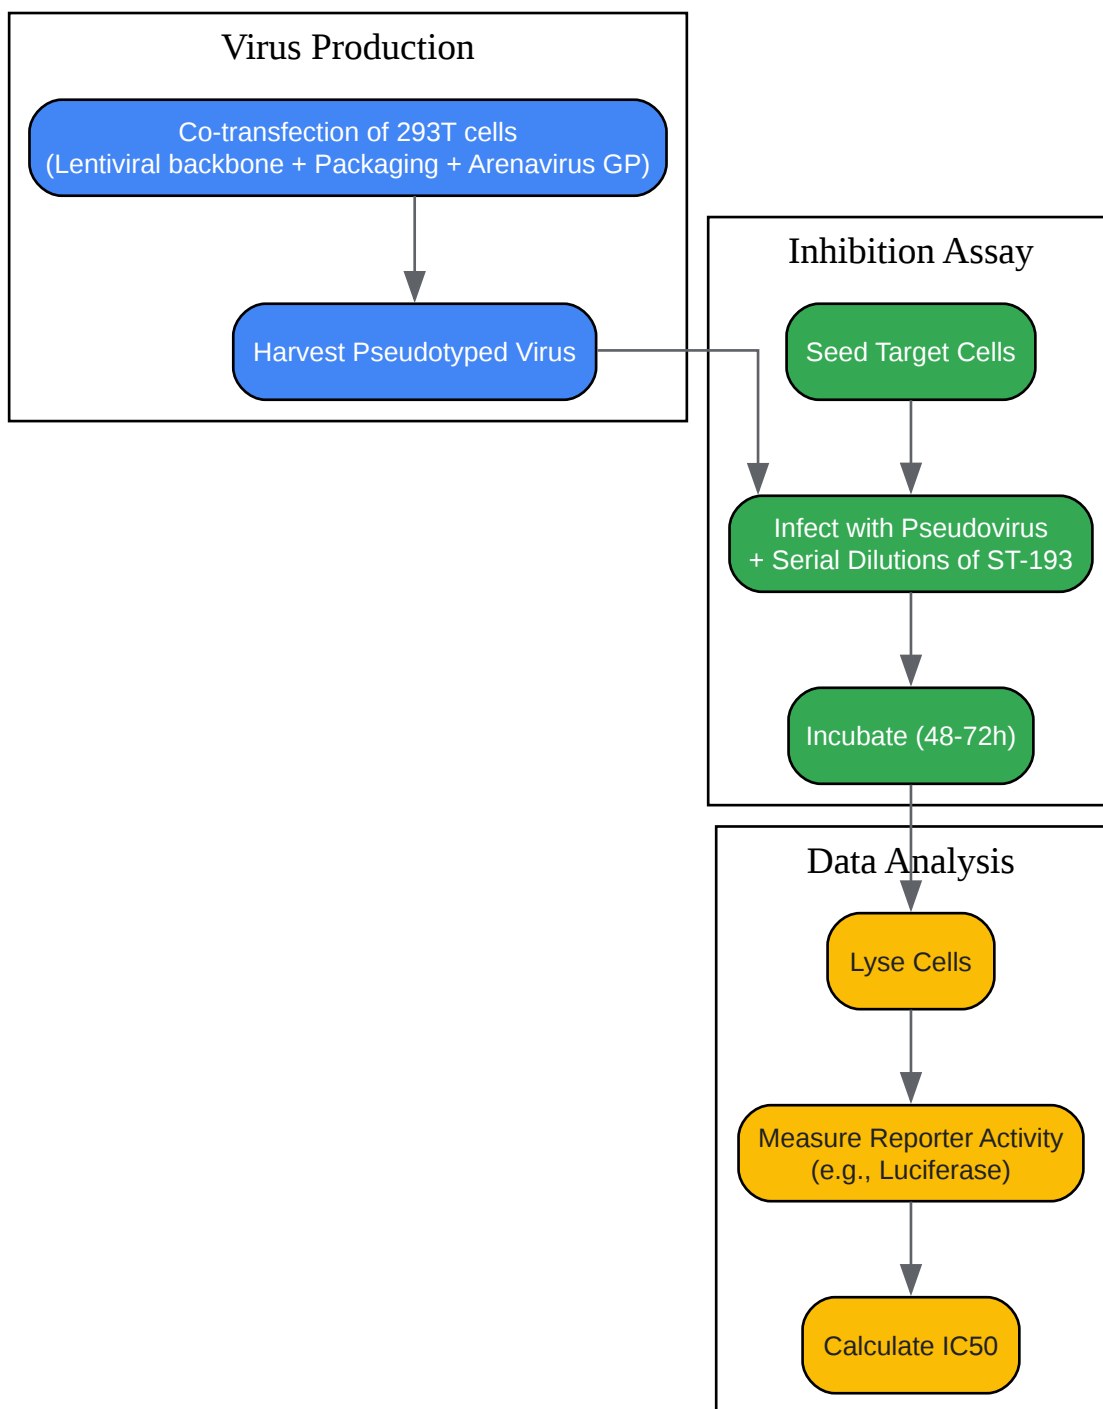 Virus Production
Co-transfection of 293T cells
(Lentiviral backbone + Packaging + Arenavirus GP)
Harvest Pseudotyped Virus
Inhibition Assay
Seed Target Cells
Infect with Pseudovirus
+ Serial Dilutions of ST-193
Incubate (48-72h)
Data Analysis
Lyse Cells
Measure Reporter Activity
(e.g., Luciferase)
Calculate IC50